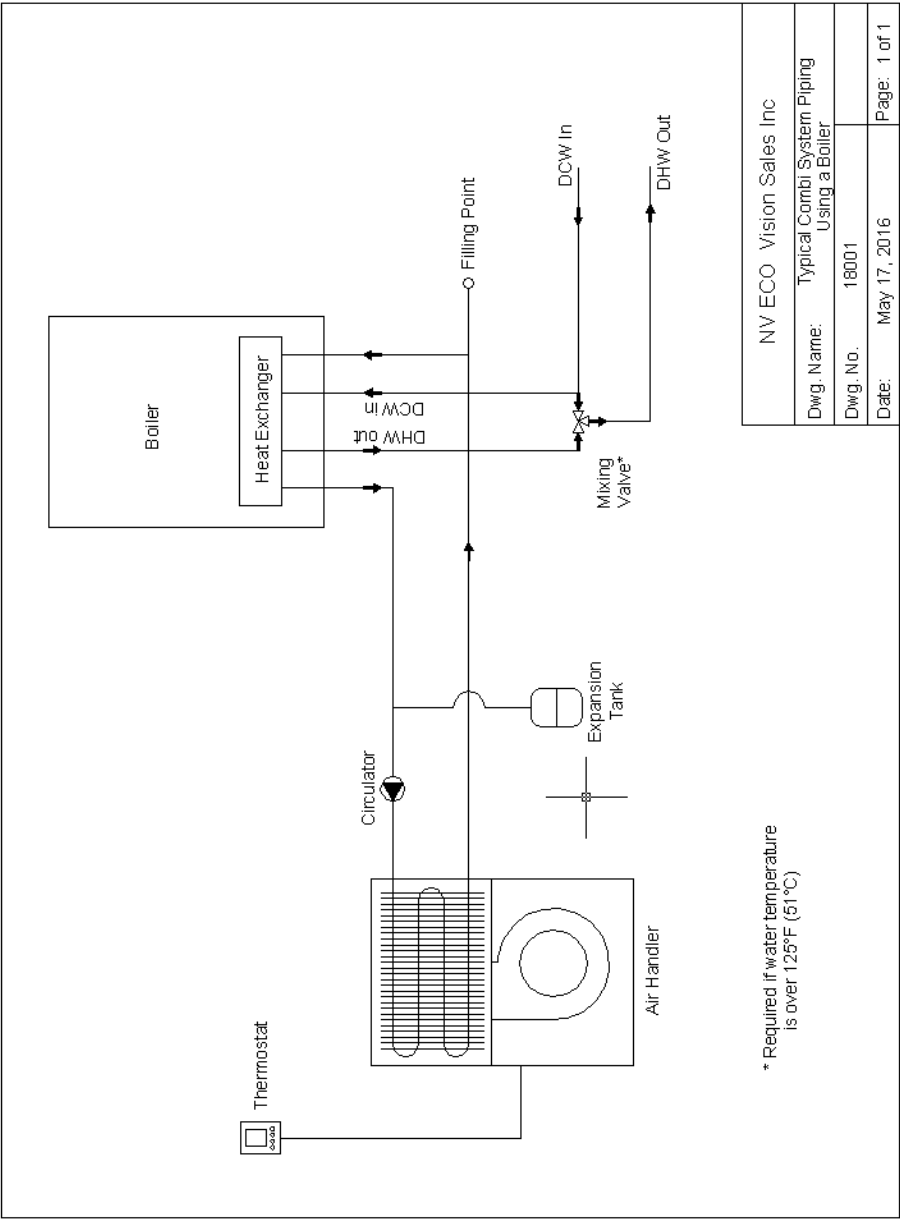 Boiler
Heat Exchanger
DHW out
DCW in
Filling Point
DCW In
DHW Out
Mixing
Valve*
Circulator
Expansion
Tank
Thermostat
Air Handler
* Required if water temperature
is over 125°F (51°C)
NV ECO Vision Sales Inc
Dwg. Name: Typical Combi System Piping
Using a Boiler
Dwg. No. 18001
Date: May 17, 2016 Page: 1 of 1